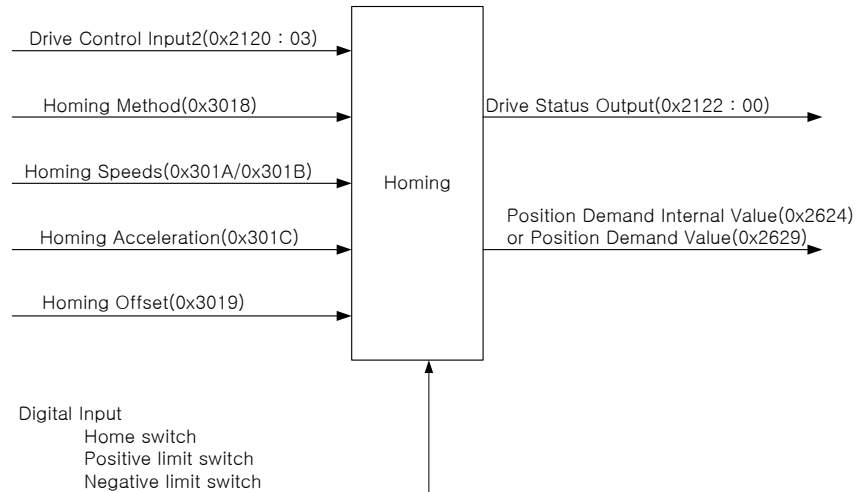 Drive Control Input2(0x2120 : 03)
Homing Method(0x3018)
Homing Speeds(0x301A/0x301B)
Homing Acceleration(0x301C)
Homing Offset(0x3019)
Homing
Drive Status Output(0x2122 : 00)
Position Demand Internal Value(0x2624)
or Position Demand Value(0x2629)
Digital Input
Home switch
Positive limit switch
Negative limit switch